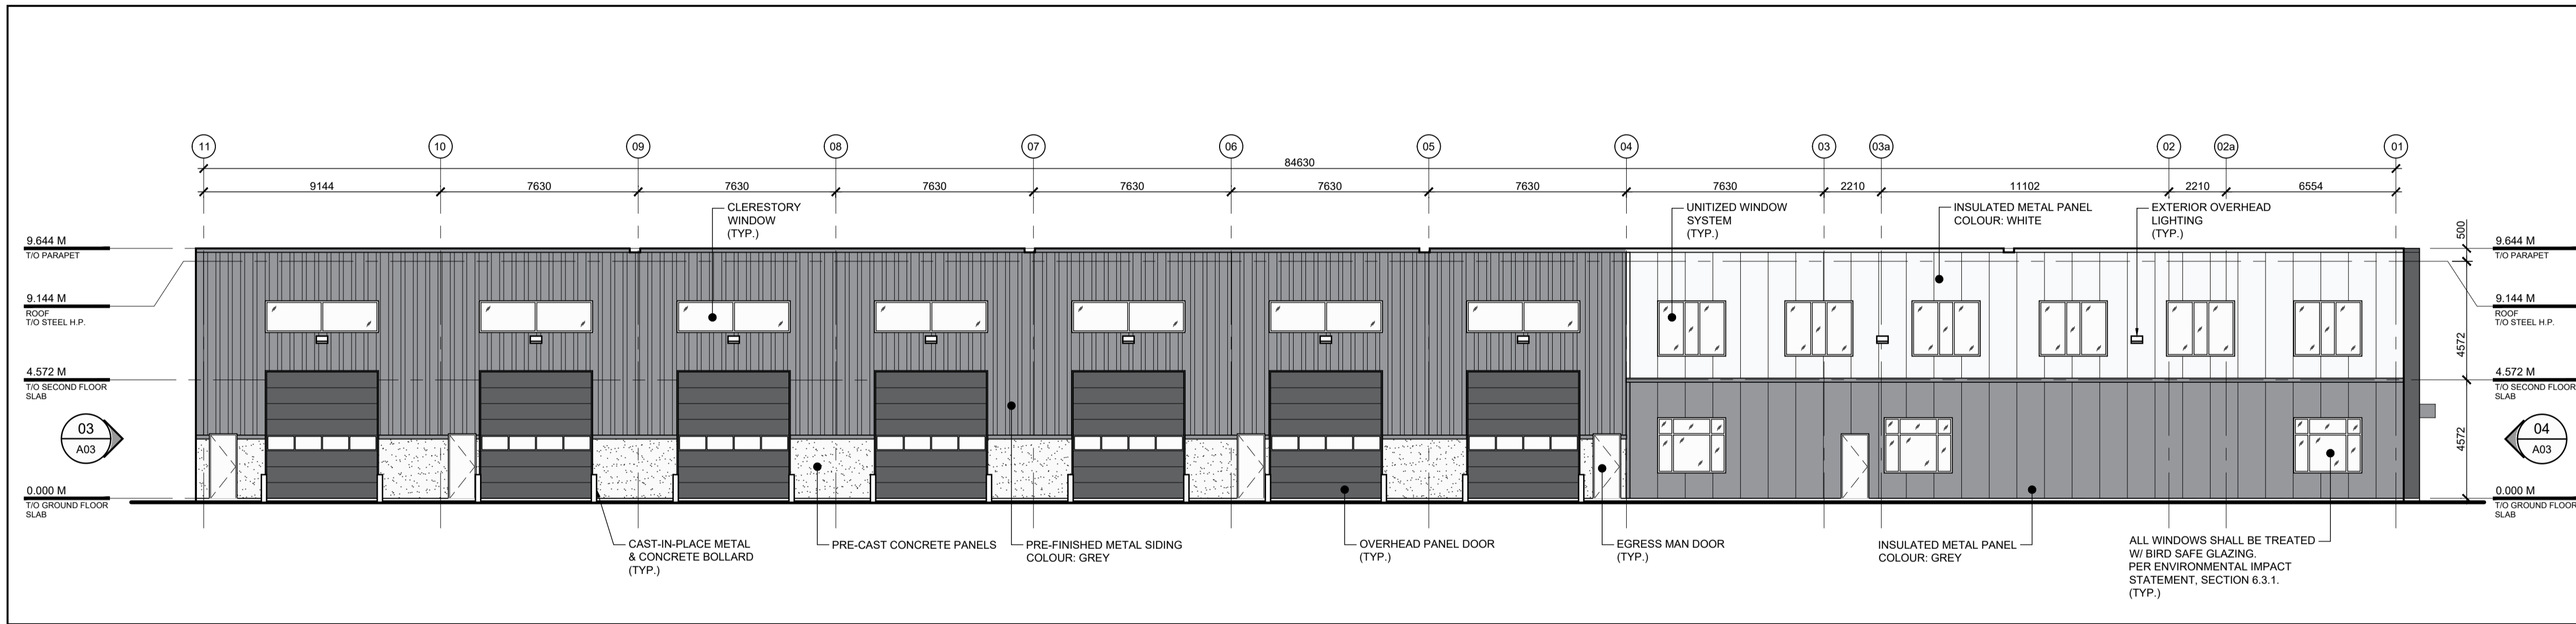 11 10 09 08 07 06 05 04 03 03a 02 02a 01
84630
9144 7630 7630 7630 7630 7630 7630 7630 2210 11102 2210 6554
CLERESTORY
WINDOW
(TYP.)
UNITIZED WINDOW
SYSTEM
(TYP.)
INSULATED METAL PANEL
COLOUR: WHITE
EXTERIOR OVERHEAD
LIGHTING
(TYP.)
9.644 M
T/O PARAPET
9.144 M
ROOF
T/O STEEL H.P.
4.572 M
T/O SECOND FLOOR
SLAB
03
A03
0.000 M
T/O GROUND FLOOR
SLAB
500
4572
4572
9.644 M
T/O PARAPET
9.144 M
ROOF
T/O STEEL H.P.
4.572 M
T/O SECOND FLOOR
SLAB
04
A03
0.000 M
T/O GROUND FLOOR
SLAB
CAST-IN-PLACE METAL
& CONCRETE BOLLARD
(TYP.)
PRE-CAST CONCRETE PANELS
PRE-FINISHED METAL SIDING
COLOUR: GREY
OVERHEAD PANEL DOOR
(TYP.)
EGRESS MAN DOOR
(TYP.)
INSULATED METAL PANEL
COLOUR: GREY
ALL WINDOWS SHALL BE TREATED
W/ BIRD SAFE GLAZING.
PER ENVIRONMENTAL IMPACT
STATEMENT, SECTION 6.3.1.
(TYP.)